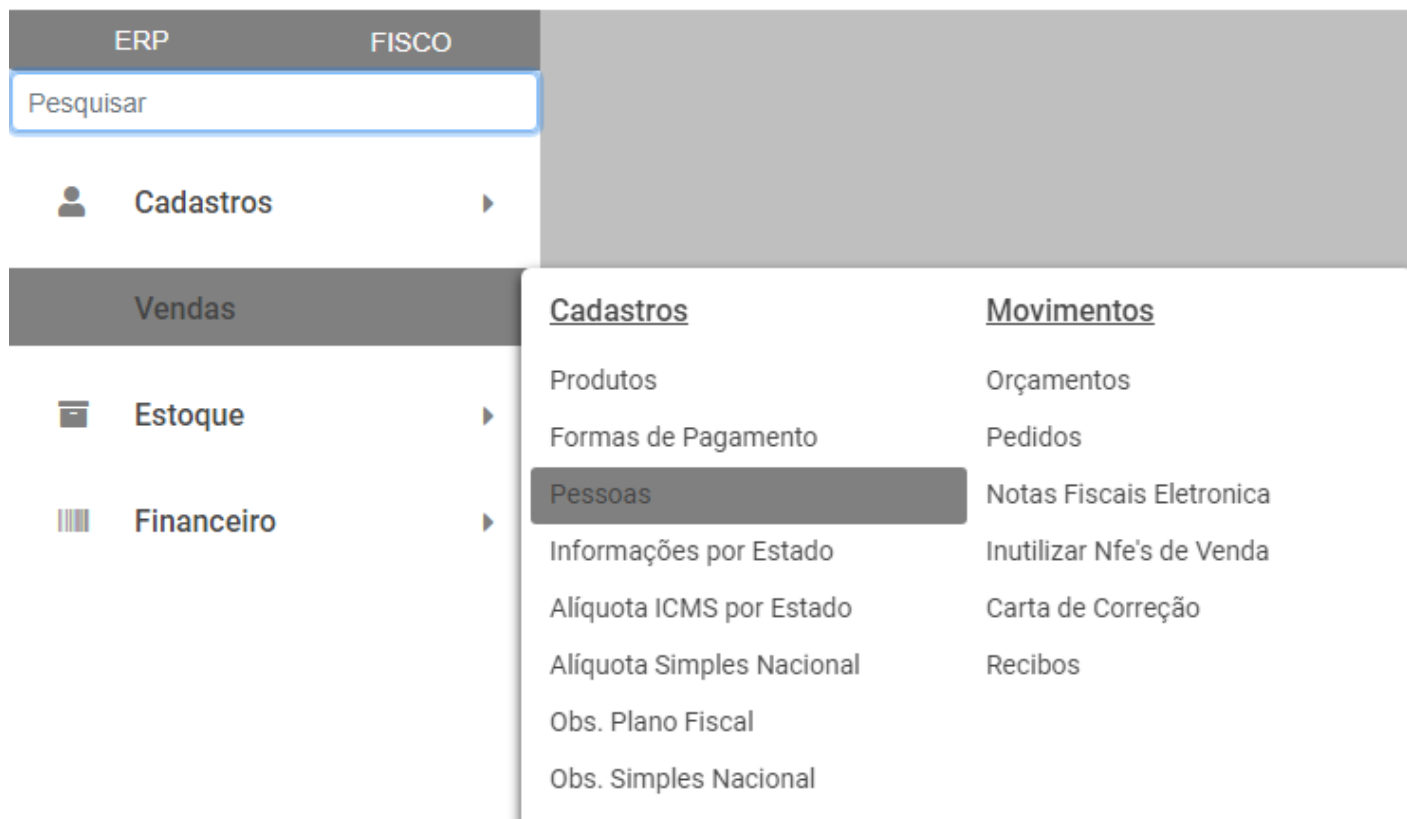 ERP FISCO
Pesquisar
Cadastros
Vendas
Estoque
Financeiro
Cadastros
Produtos
Formas de Pagamento
Pessoas
Informações por Estado
Alíquota ICMS por Estado
Alíquota Simples Nacional
Obs. Plano Fiscal
Obs. Simples Nacional
Movimentos
Orçamentos
Pedidos
Notas Fiscais Eletronica
Inutilizar Nfe's de Venda
Carta de Correção
Recibos